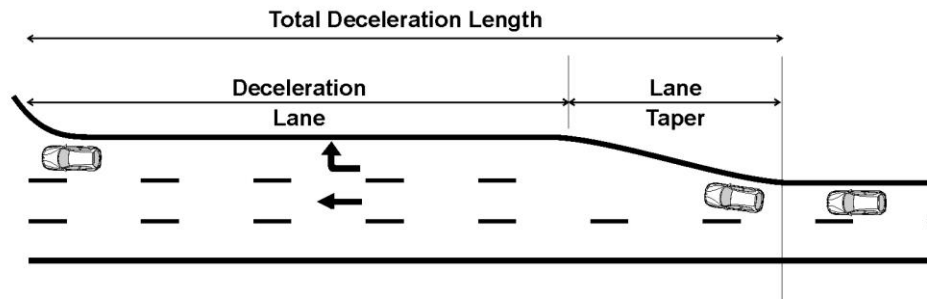 Total Deceleration Length
Deceleration
Lane
Lane
Taper